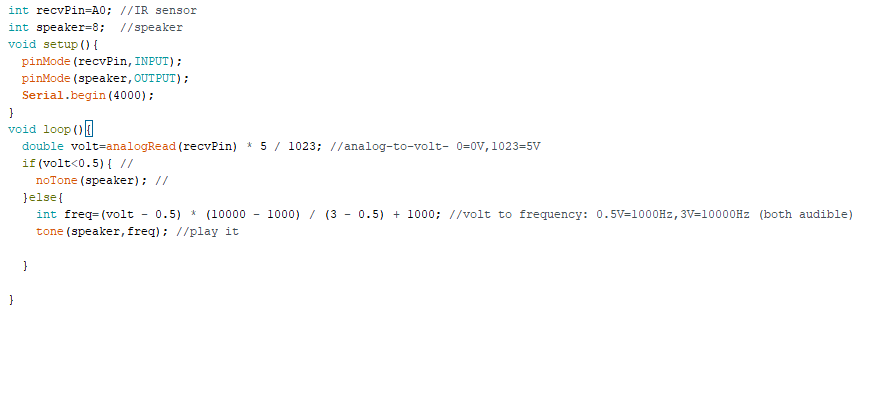 int recvPin=A0; //IR sensor
int speaker=8;  //speaker
void setup(){
  pinMode(recvPin,INPUT);
  pinMode(speaker,OUTPUT);
  Serial.begin(4000);
}
void loop(){
  double volt=analogRead(recvPin) * 5 / 1023; //analog-to-volt- 0=0V,1023=5V
  if(volt<0.5){ //
    noTone(speaker); //
  }else{
    int freq=(volt - 0.5) * (10000 - 1000) / (3 - 0.5) + 1000; //volt to frequency: 0.5V=1000Hz,3V=10000Hz (both audible)
    tone(speaker,freq); //play it
  }
}